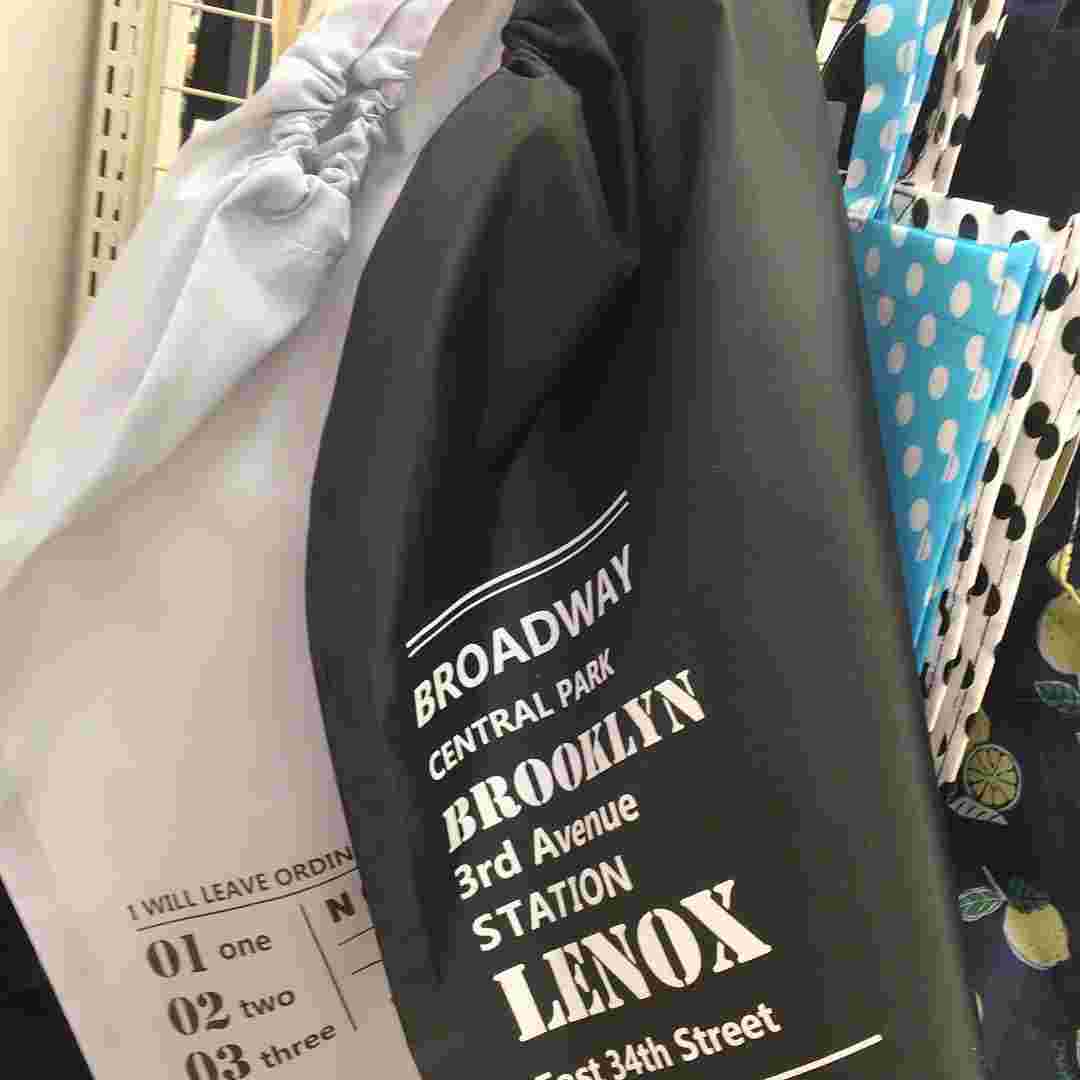 BROADWAY
CENTRAL PARK
BROOKLYN
3rd Avenue
STATION
LENOX
East 34th Street
I WILL LEAVE ORDIN
01 one
02 two
03 three
N